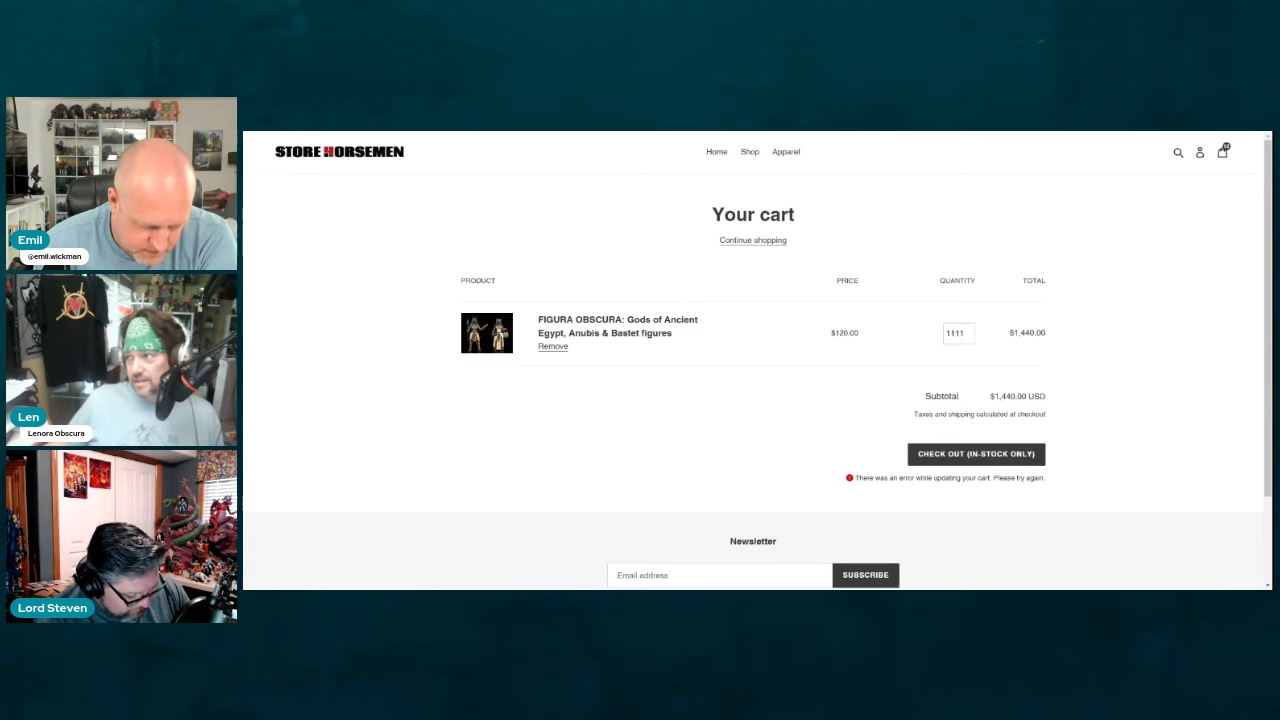 Emil
@emil.wickman
Len
Lenora Obscura
Lord Steven
STORE HORSEMEN
Home Shop Apparel
12
Your cart
Continue shopping
PRODUCT PRICE QUANTITY TOTAL
FIGURA OBSCURA: Gods of Ancient
Egypt, Anubis & Bastet figures
Remove
$120.00 1111 $1,440.00
Subtotal $1,440.00 USD
Taxes and shipping calculated at checkout
CHECK OUT (IN-STOCK ONLY)
There was an error while updating your cart. Please try again.
Newsletter
Email address SUBSCRIBE